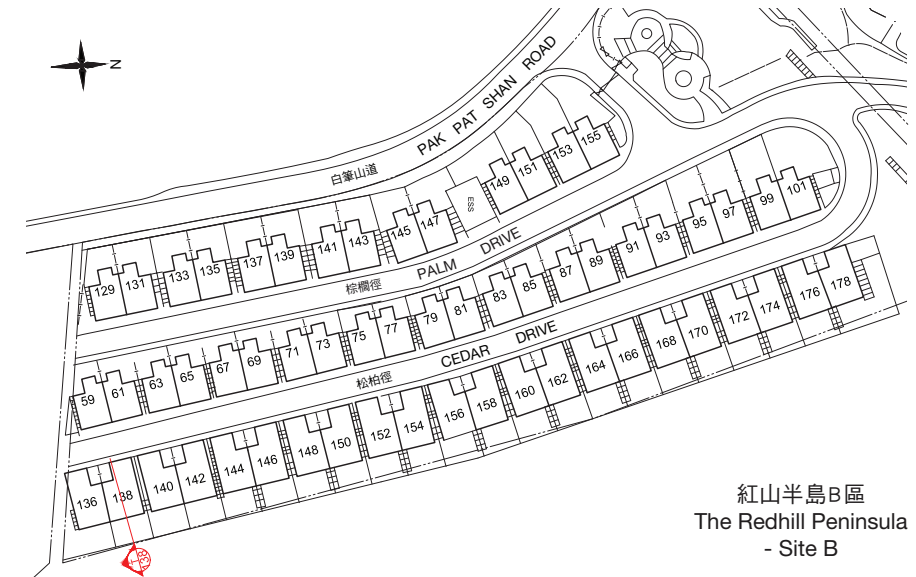 N
白筆山道
PAK PAT SHAN ROAD
149 151 153 155
ESS
129 131 133 135 137 139 141 143 145 147
棕櫚徑
PALM DRIVE
59 61 63 65 67 69 71 73 75 77 79 81 83 85 87 89 91 93 95 97 99 101
松柏徑
CEDAR DRIVE
136 138 140 142 144 146 148 150 152 154 156 158 160 162 164 166 168 170 172 174 176 178
138
紅山半島B區
The Redhill Peninsula
- Site B